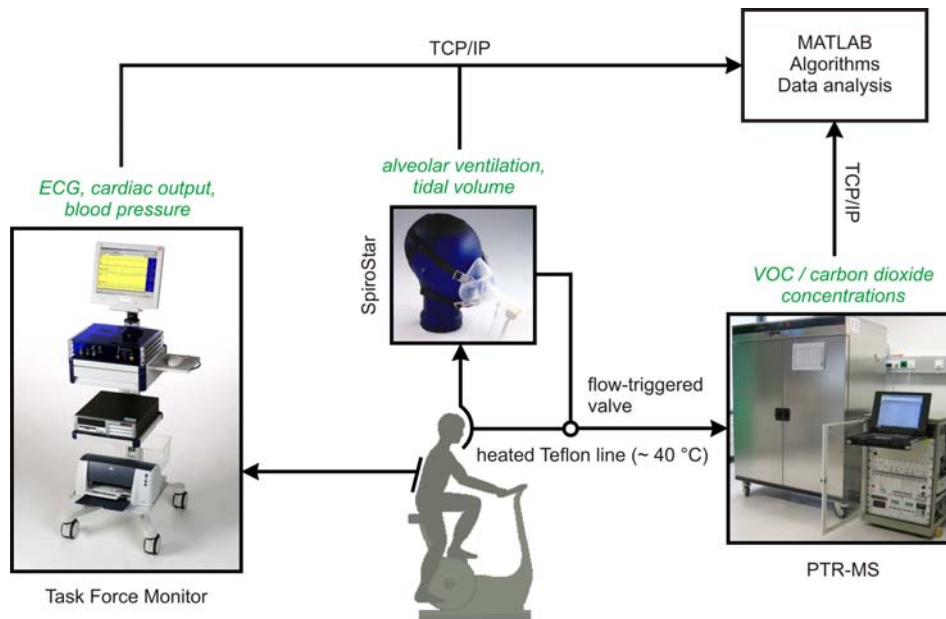 TCP/IP
MATLAB
Algorithms
Data analysis
ECG, cardiac output,
blood pressure
alveolar ventilation,
tidal volume
TCP/IP
VOC / carbon dioxide
concentrations
SpiroStar
flow-triggered
valve
heated Teflon line (~ 40 °C)
Task Force Monitor
PTR-MS